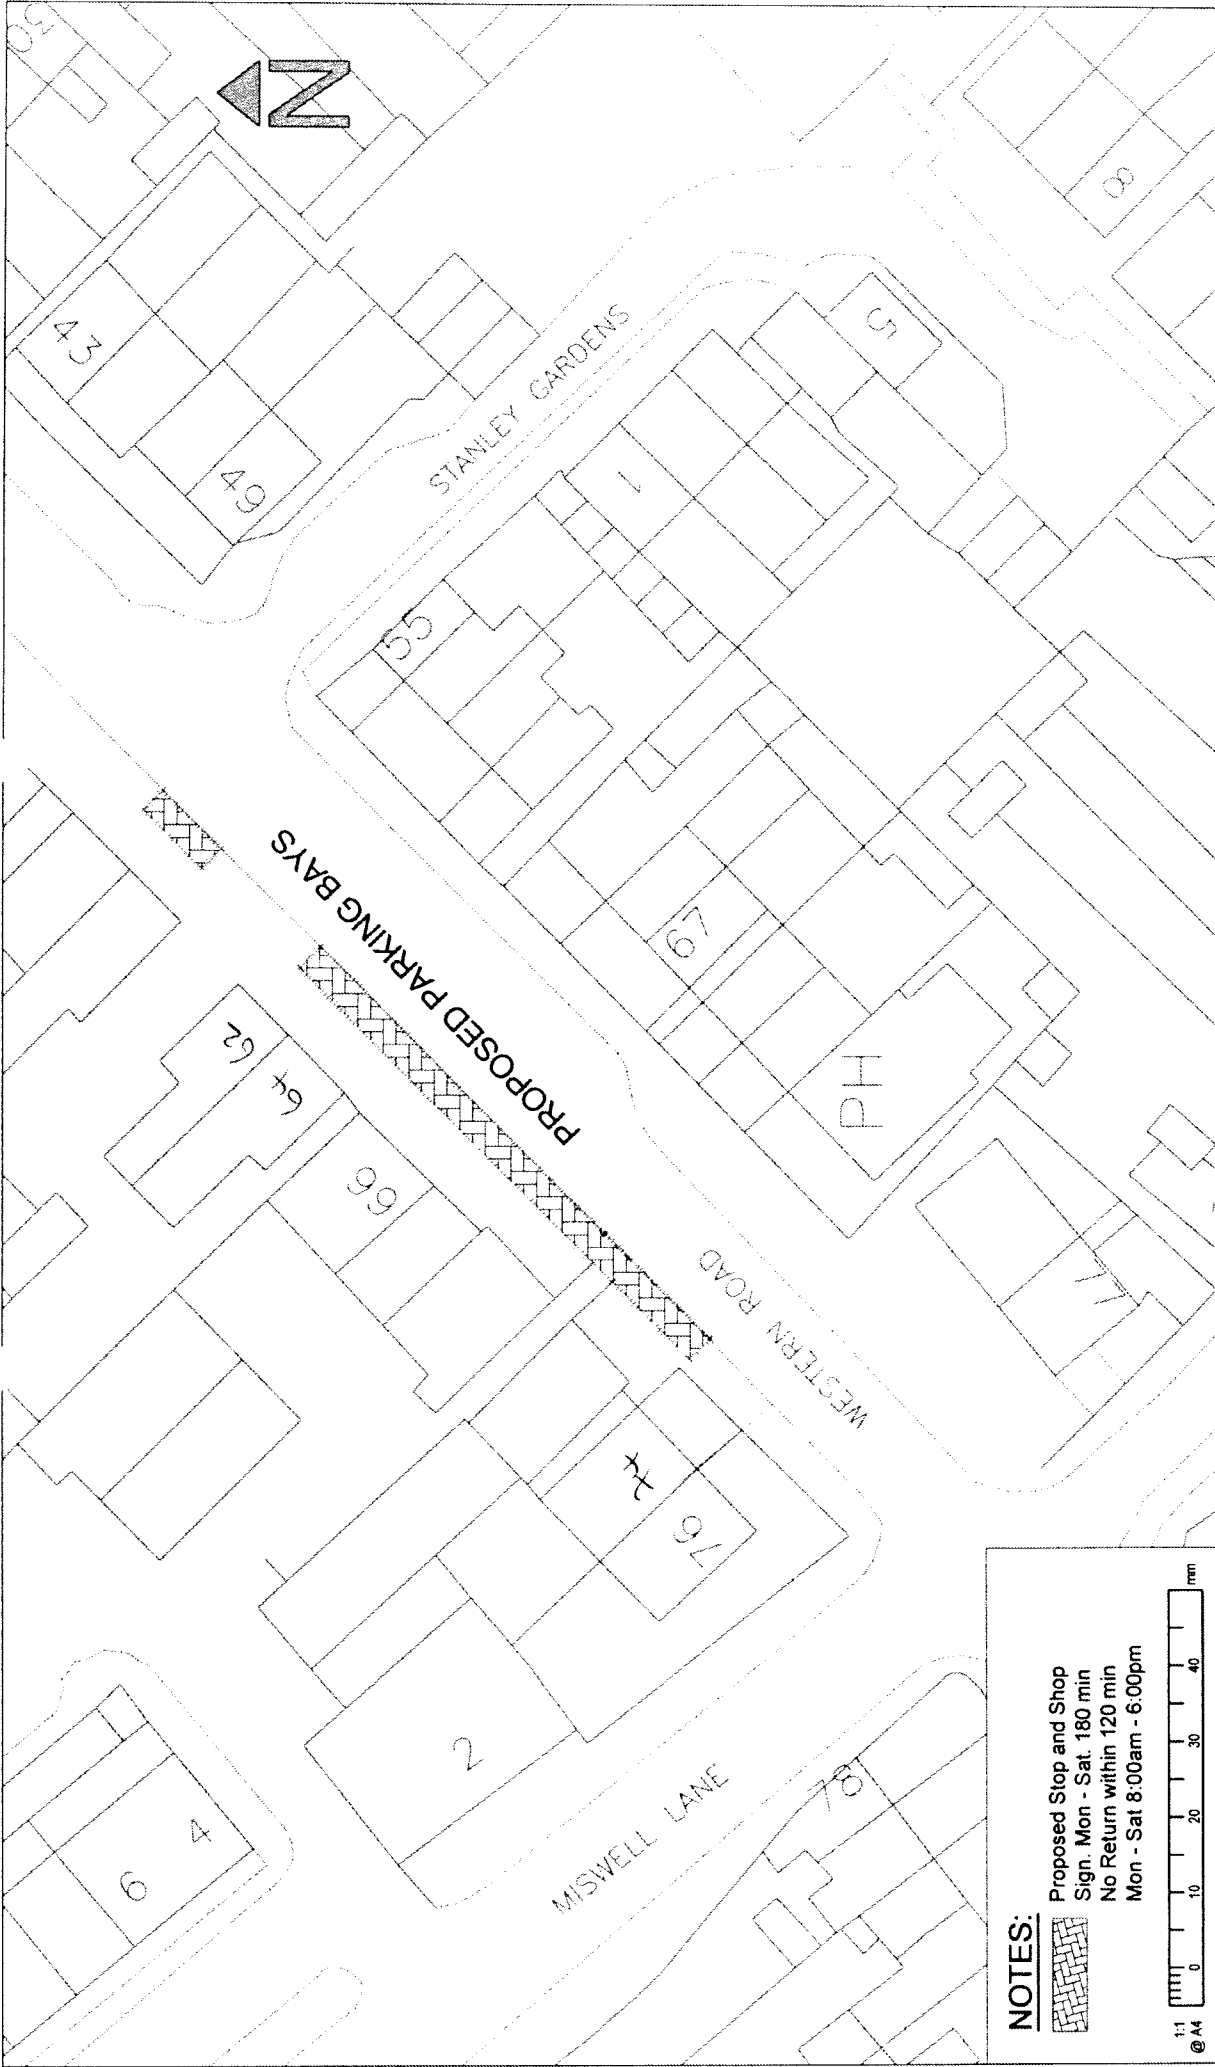 30
N
43
49
STANLEY GARDENS
8
5
1
55
PROPOSED PARKING BAYS
62
64
66
67
PH
77
WESTERN ROAD
74
76
2
4
6
MISWELL LANE
78
NOTES:
Proposed Stop and Shop
Sign. Mon - Sat. 180 min
No Return within 120 min
Mon - Sat 8:00am - 6:00pm
1:1
@ A4
0 10 20 30 40 mm